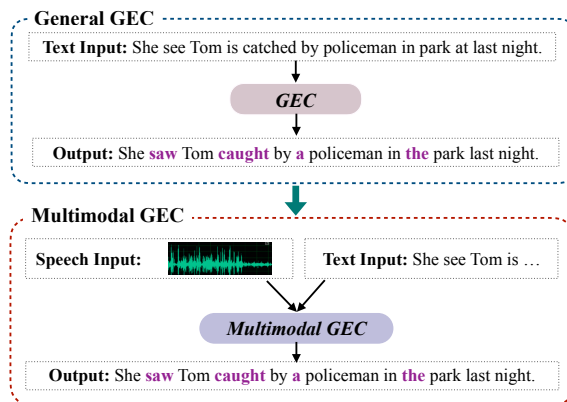 General GEC
Text Input: She see Tom is catched by policeman in park at last night.
GEC
Output: She saw Tom caught by a policeman in the park last night.
Multimodal GEC
Speech Input:
Text Input: She see Tom is …
Multimodal GEC
Output: She saw Tom caught by a policeman in the park last night.